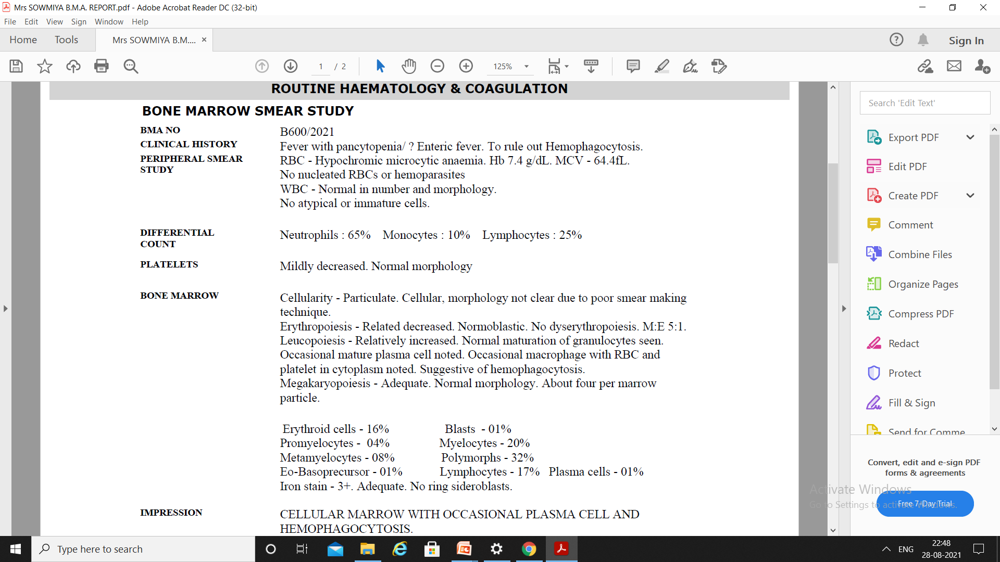 Mrs SOWMIYA B.M.A. REPORT.pdf - Adobe Acrobat Reader DC (32-bit)
File Edit View Sign Window Help
Home Tools Mrs SOWMIYA B.M.... × Sign In
1 / 2 125%
ROUTINE HAEMATOLOGY & COAGULATION
BONE MARROW SMEAR STUDY
BMA NO B600/2021
CLINICAL HISTORY Fever with pancytopenia/ ? Enteric fever. To rule out Hemophagocytosis.
PERIPHERAL SMEAR STUDY RBC - Hypochromic microcytic anaemia. Hb 7.4 g/dL. MCV - 64.4fL.
No nucleated RBCs or hemoparasites
WBC - Normal in number and morphology.
No atypical or immature cells.
DIFFERENTIAL COUNT Neutrophils : 65% Monocytes : 10% Lymphocytes : 25%
PLATELETS Mildly decreased. Normal morphology
BONE MARROW Cellularity - Particulate. Cellular, morphology not clear due to poor smear making
technique.
Erythropoiesis - Related decreased. Normoblastic. No dyserythropoiesis. M:E 5:1.
Leucopoiesis - Relatively increased. Normal maturation of granulocytes seen.
Occasional mature plasma cell noted. Occasional macrophage with RBC and
platelet in cytoplasm noted. Suggestive of hemophagocytosis.
Megakaryopoiesis - Adequate. Normal morphology. About four per marrow
particle.
Erythroid cells - 16% Blasts - 01%
Promyelocytes - 04% Myelocytes - 20%
Metamyelocytes - 08% Polymorphs - 32%
Eo-Basoprecursor - 01% Lymphocytes - 17% Plasma cells - 01%
Iron stain - 3+. Adequate. No ring sideroblasts.
IMPRESSION CELLULAR MARROW WITH OCCASIONAL PLASMA CELL AND
HEMOPHAGOCYTOSIS.
Search 'Edit Text'
Export PDF
Edit PDF
Create PDF
Comment
Combine Files
Organize Pages
Compress PDF
Redact
Protect
Fill & Sign
Send for Comme
Convert, edit and e-sign PDF
forms & agreements
Free 7-Day Trial
Activate Windows
Go to Settings to activate Windows.
Type here to search
ENG
22:48
28-08-2021